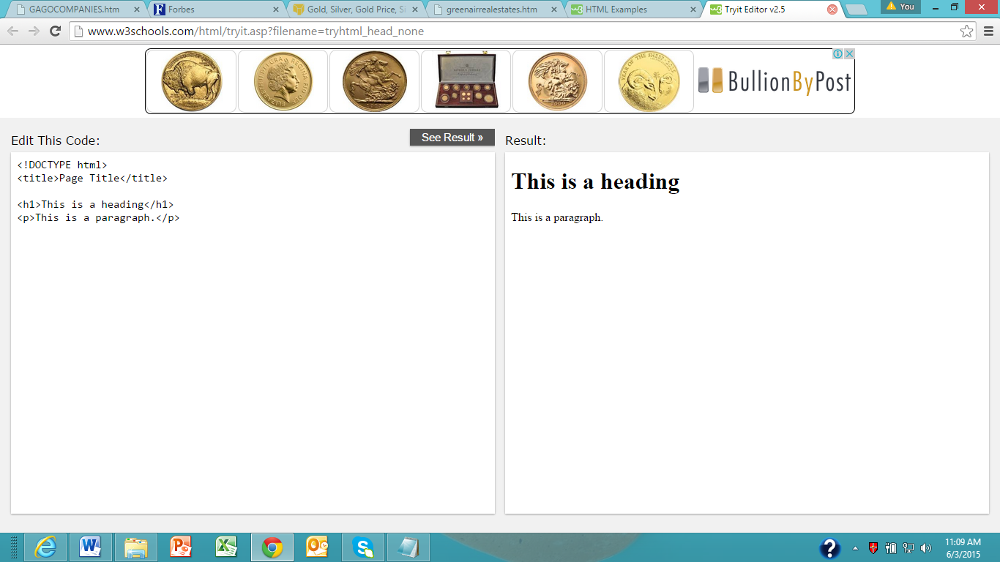 GAGOCOMPANIES.htm
Forbes
Gold, Silver, Gold Price, Si
greenairrealestates.htm
HTML Examples
Tryit Editor v2.5
You
www.w3schools.com/html/tryit.asp?filename=tryhtml_head_none
BullionByPost
Edit This Code:
See Result »
Result:
<!DOCTYPE html>
<title>Page Title</title>
<h1>This is a heading</h1>
<p>This is a paragraph.</p>
This is a heading
This is a paragraph.
11:09 AM
6/3/2015